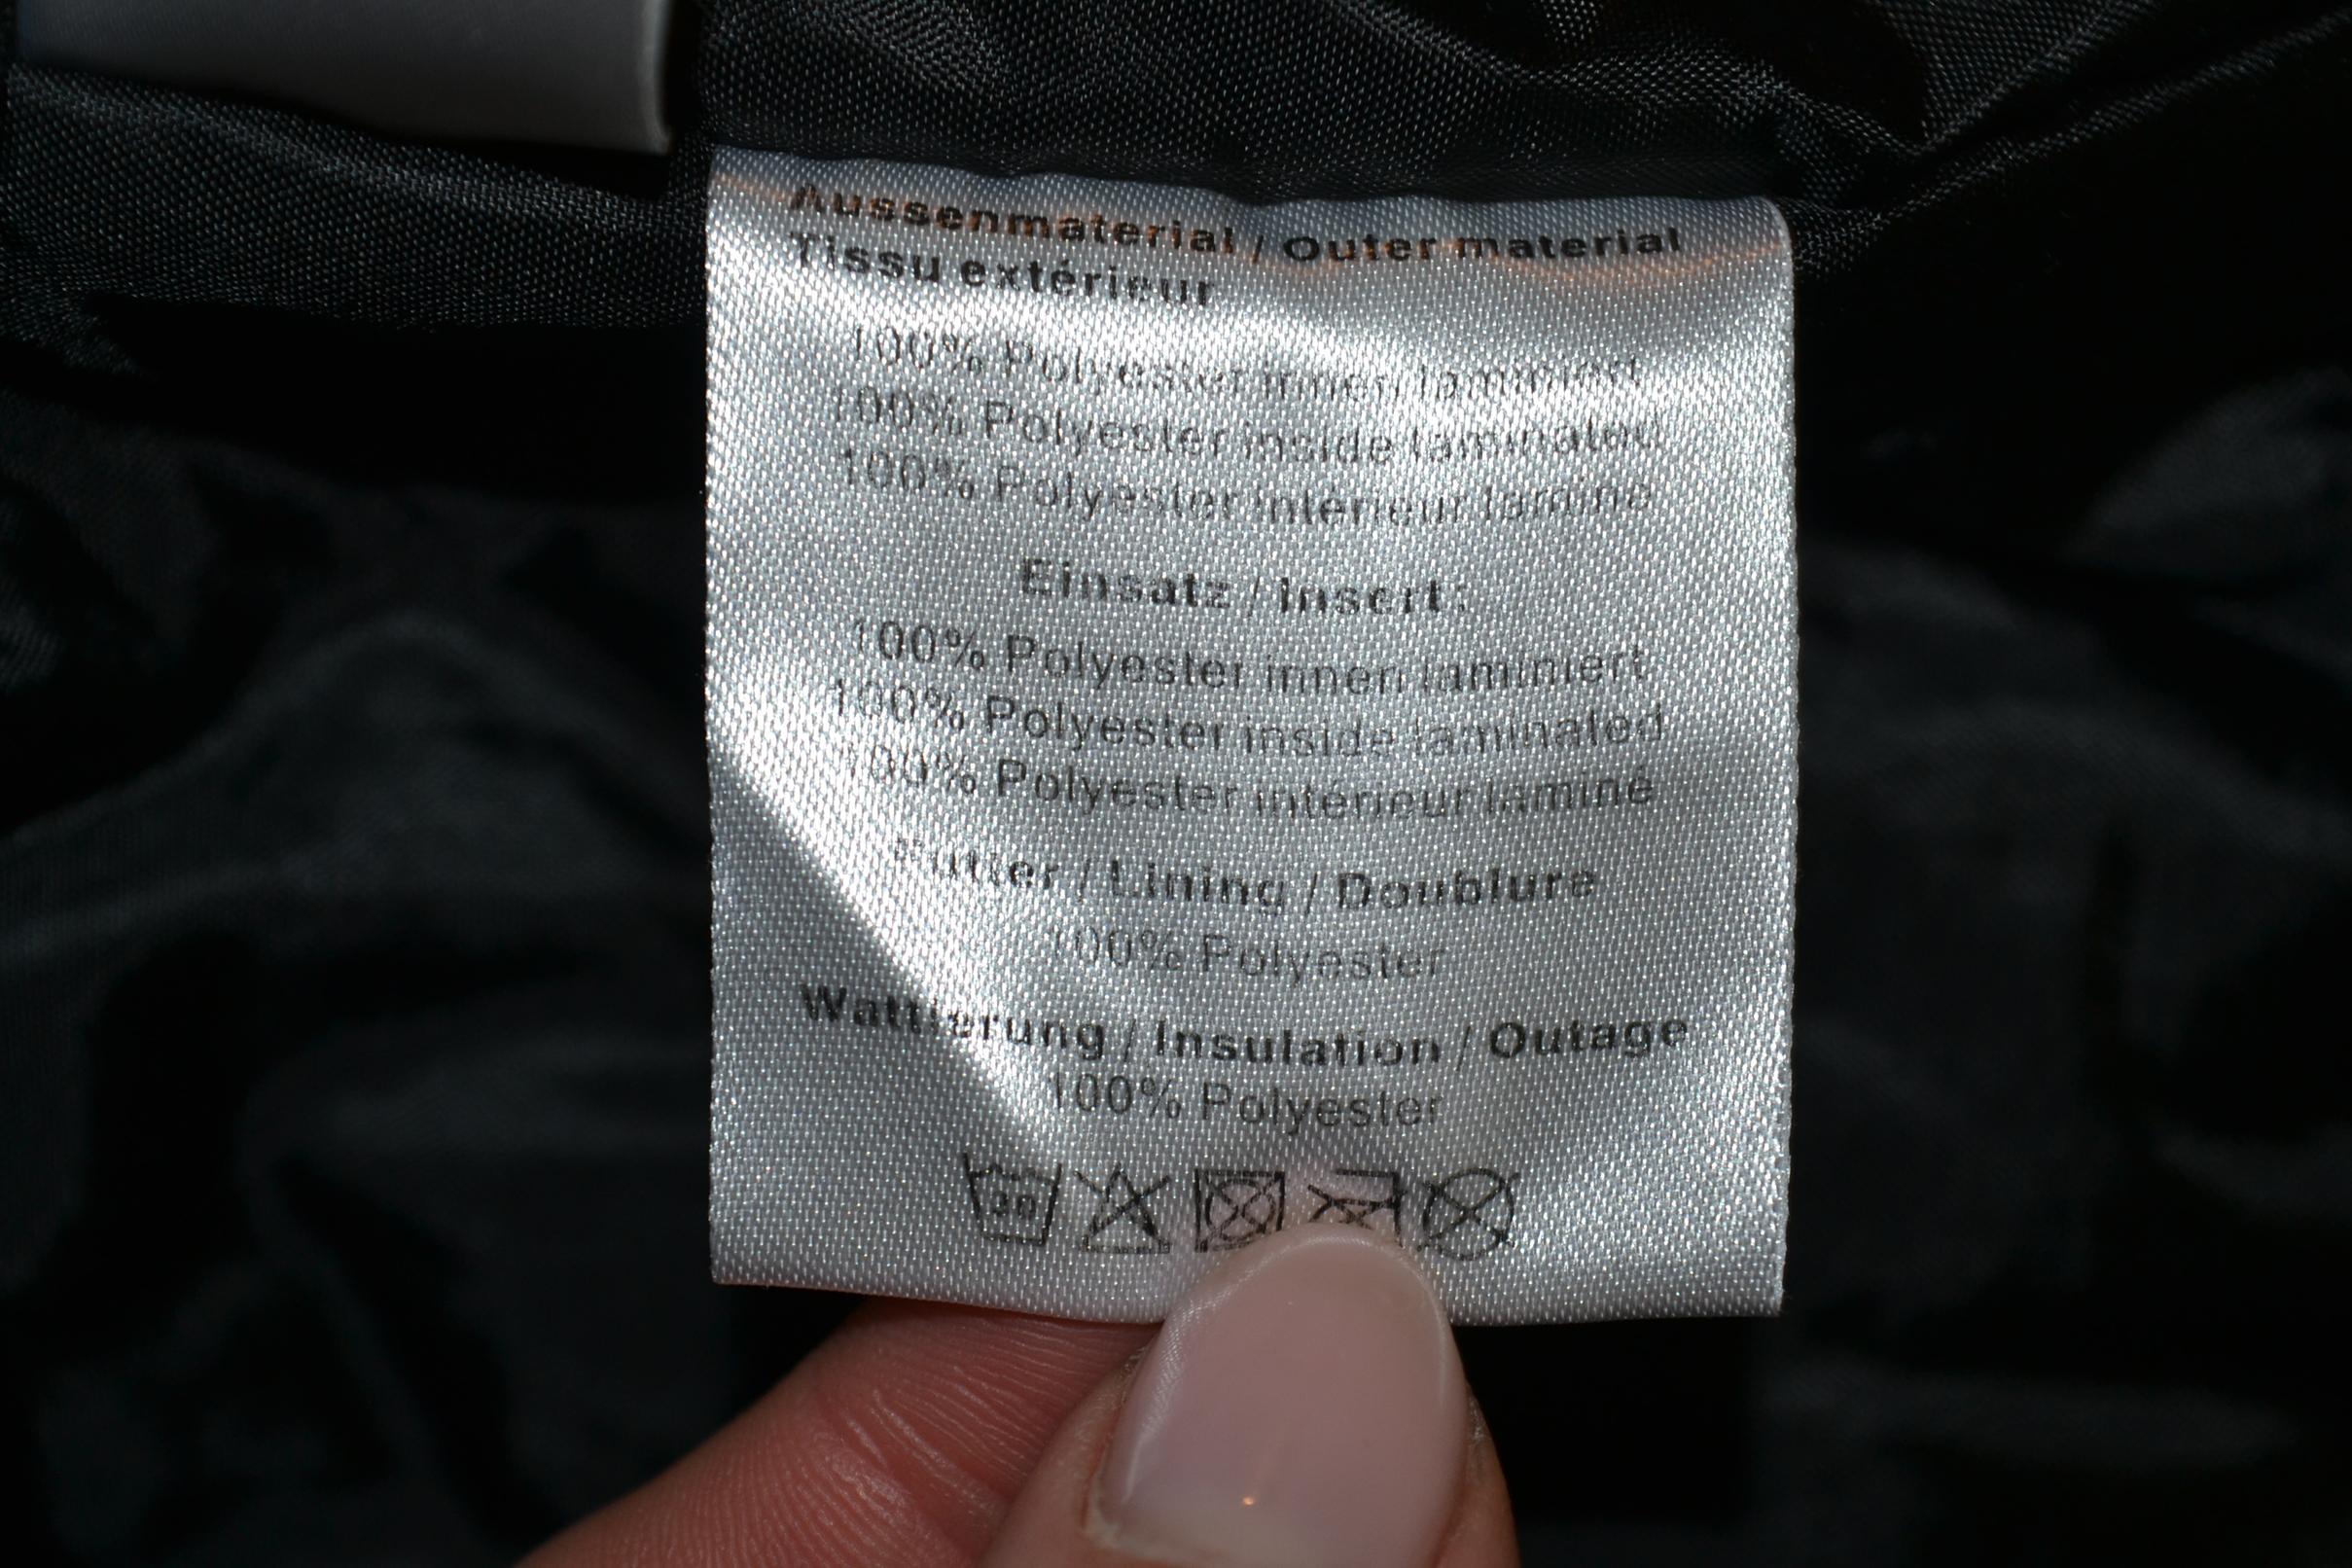 Aussenmaterial / Outer material
Tissu extérieur
100% Polyester innen laminiert
100% Polyester inside laminated
100% Polyester intérieur laminé
Einsatz / Insert:
100% Polyester innen laminiert
100% Polyester inside laminated
100% Polyester intérieur laminé
Futter / Lining / Doublure
100% Polyester
Wattierung / Insulation / Outage
100% Polyester
30